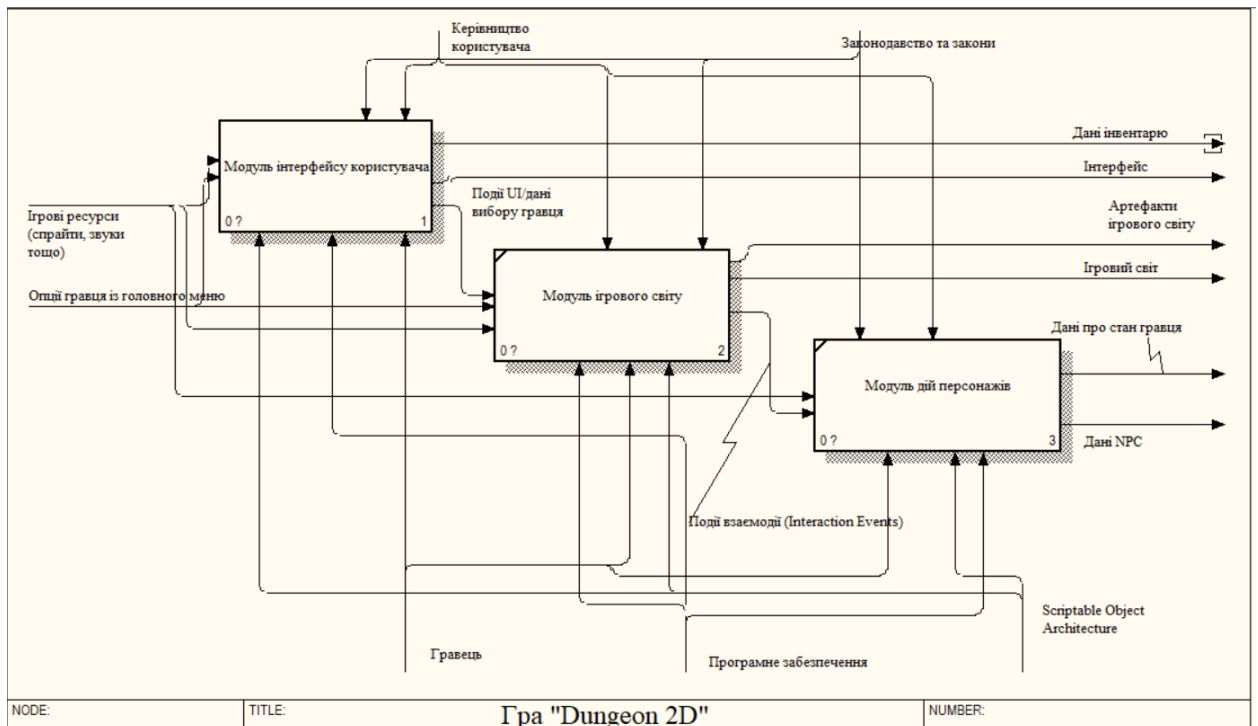 Керівництво
користувача
Законодавство та закони
Дані інвентарю
Модуль інтерфейсу користувача
Інтерфейс
0 ?
1
Події UI/дані
вибору гравця
Ігрові ресурси
(спрайти, звуки
тощо)
Артефакти
ігрового світу
Ігровий світ
Опції гравця із головного меню
Модуль ігрового світу
0 ?
2
Дані про стан гравця
Модуль дій персонажів
0 ?
3
Дані NPC
Події взаємодії (Interaction Events)
Scriptable Object
Architecture
Гравець
Програмне забезпечення
NODE:
TITLE:
Гра "Dungeon 2D"
NUMBER: